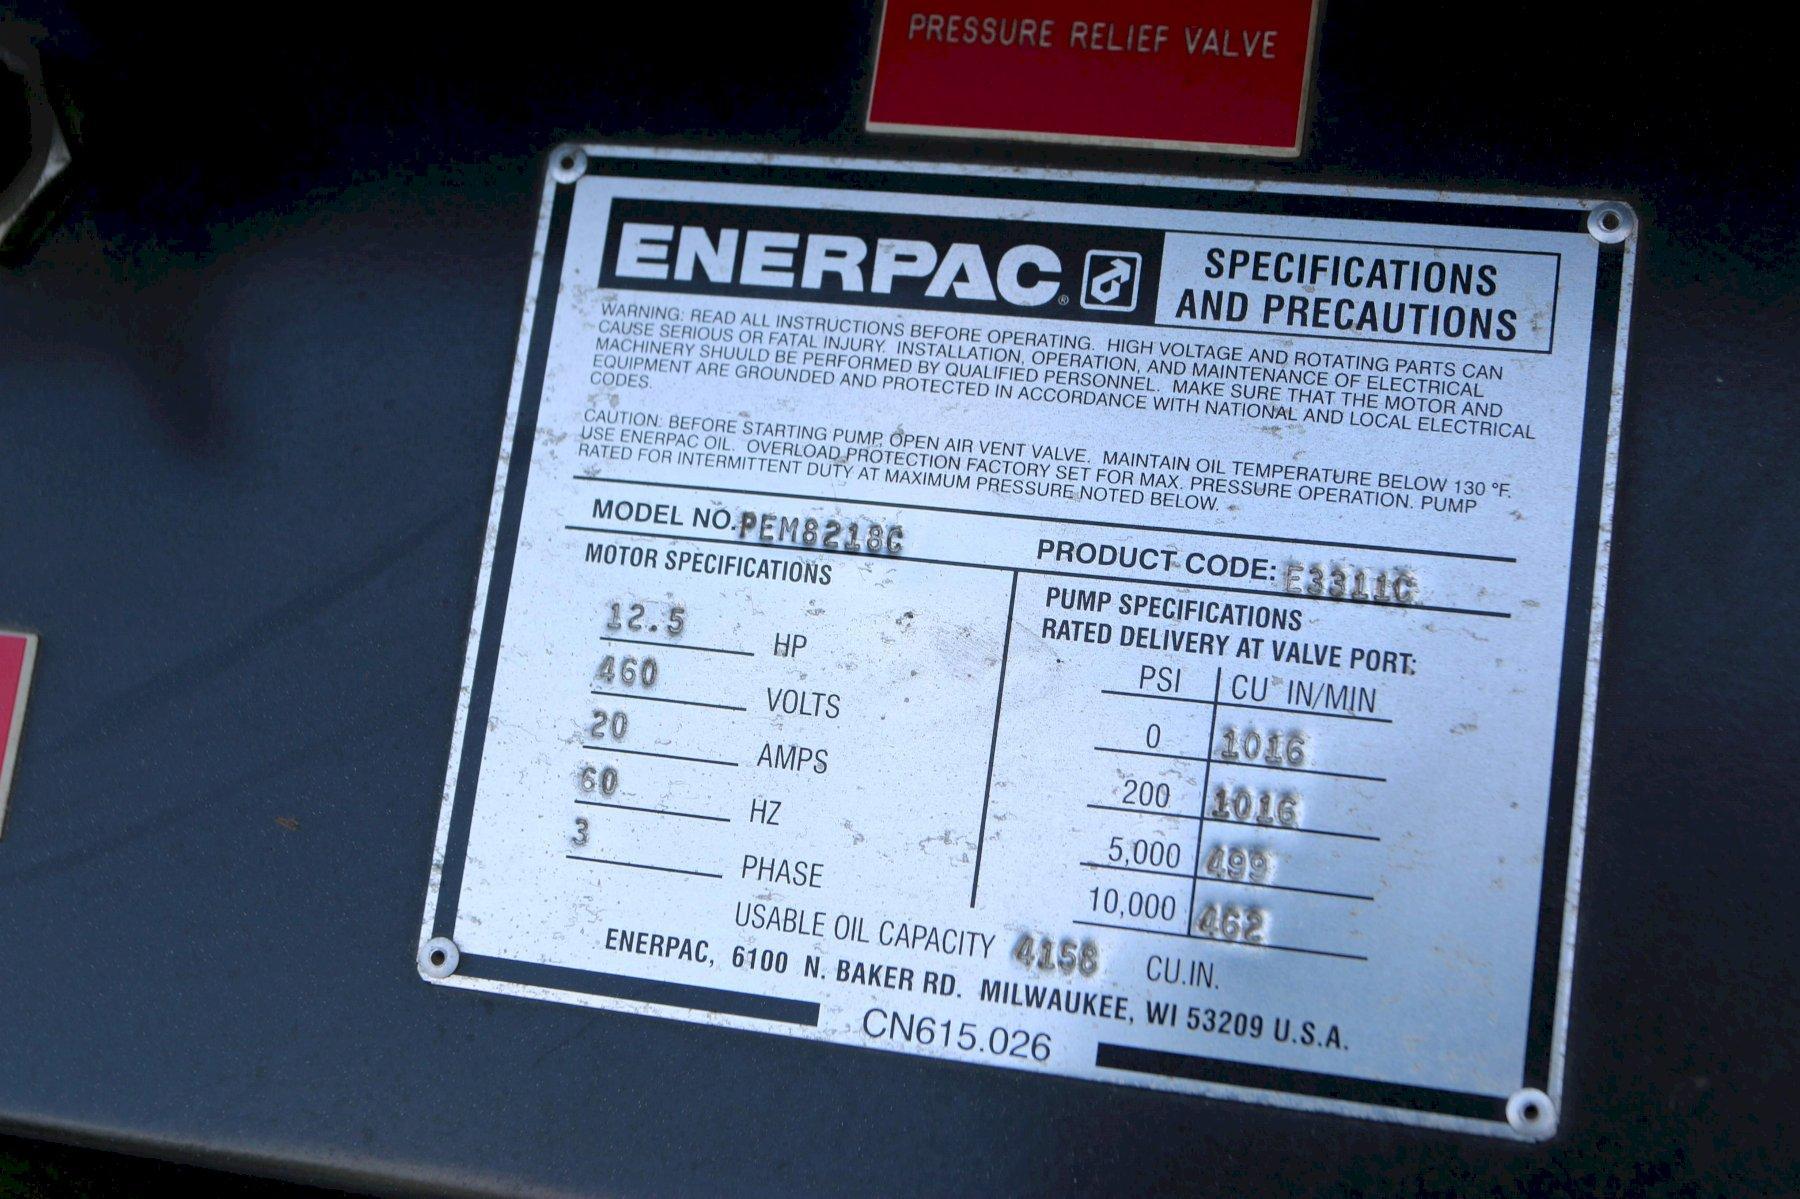 PRESSURE RELIEF VALVE
ENERPAC®
SPECIFICATIONS
AND PRECAUTIONS
WARNING: READ ALL INSTRUCTIONS BEFORE OPERATING. HIGH VOLTAGE AND ROTATING PARTS CAN
CAUSE SERIOUS OR FATAL INJURY. INSTALLATION, OPERATION, AND MAINTENANCE OF ELECTRICAL
MACHINERY SHUULD BE PERFORMED BY QUALIFIED PERSONNEL. MAKE SURE THAT THE MOTOR AND
EQUIPMENT ARE GROUNDED AND PROTECTED IN ACCORDANCE WITH NATIONAL AND LOCAL ELECTRICAL
CODES.
CAUTION: BEFORE STARTING PUMP, OPEN AIR VENT VALVE. MAINTAIN OIL TEMPERATURE BELOW 130 °F.
USE ENERPAC OIL. OVERLOAD PROTECTION FACTORY SET FOR MAX. PRESSURE OPERATION. PUMP
RATED FOR INTERMITTENT DUTY AT MAXIMUM PRESSURE NOTED BELOW.
MODEL NO. PEM8218C PRODUCT CODE: E3311C
MOTOR SPECIFICATIONS
12.5 HP
460 VOLTS
20 AMPS
60 HZ
3 PHASE
PUMP SPECIFICATIONS
RATED DELIVERY AT VALVE PORT:
PSI CU IN/MIN
0 1016
200 1016
5,000 499
10,000 462
USABLE OIL CAPACITY 4158 CU.IN.
ENERPAC, 6100 N. BAKER RD. MILWAUKEE, WI 53209 U.S.A.
CN615.026